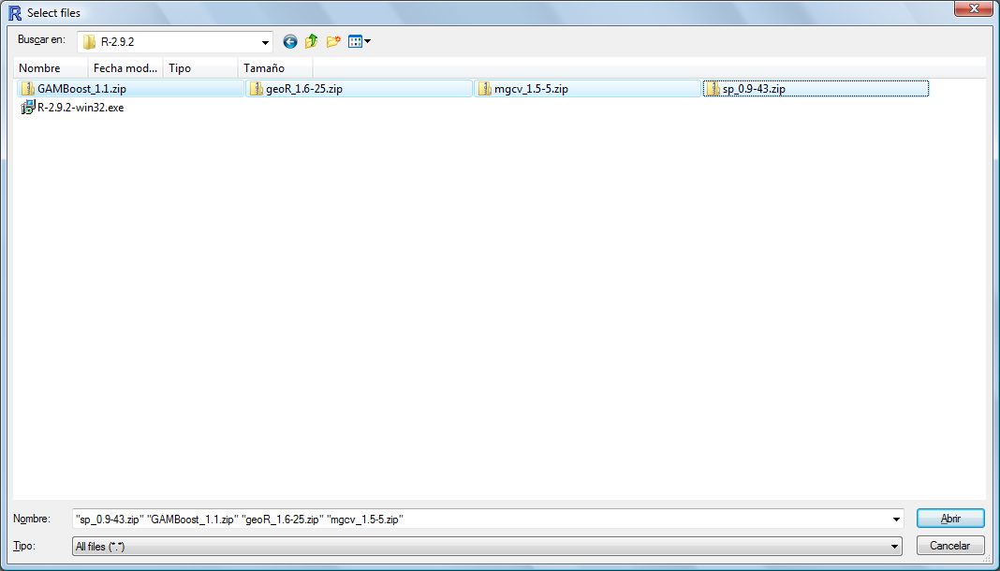 Select files
Buscar en: R-2.9.2
Nombre Fecha mod... Tipo Tamaño
GAMBoost_1.1.zip geoR_1.6-25.zip mgcv_1.5-5.zip sp_0.9-43.zip
R-2.9.2-win32.exe
Nombre: "sp_0.9-43.zip" "GAMBoost_1.1.zip" "geoR_1.6-25.zip" "mgcv_1.5-5.zip" Abrir
Tipo: All files (*.*) Cancelar